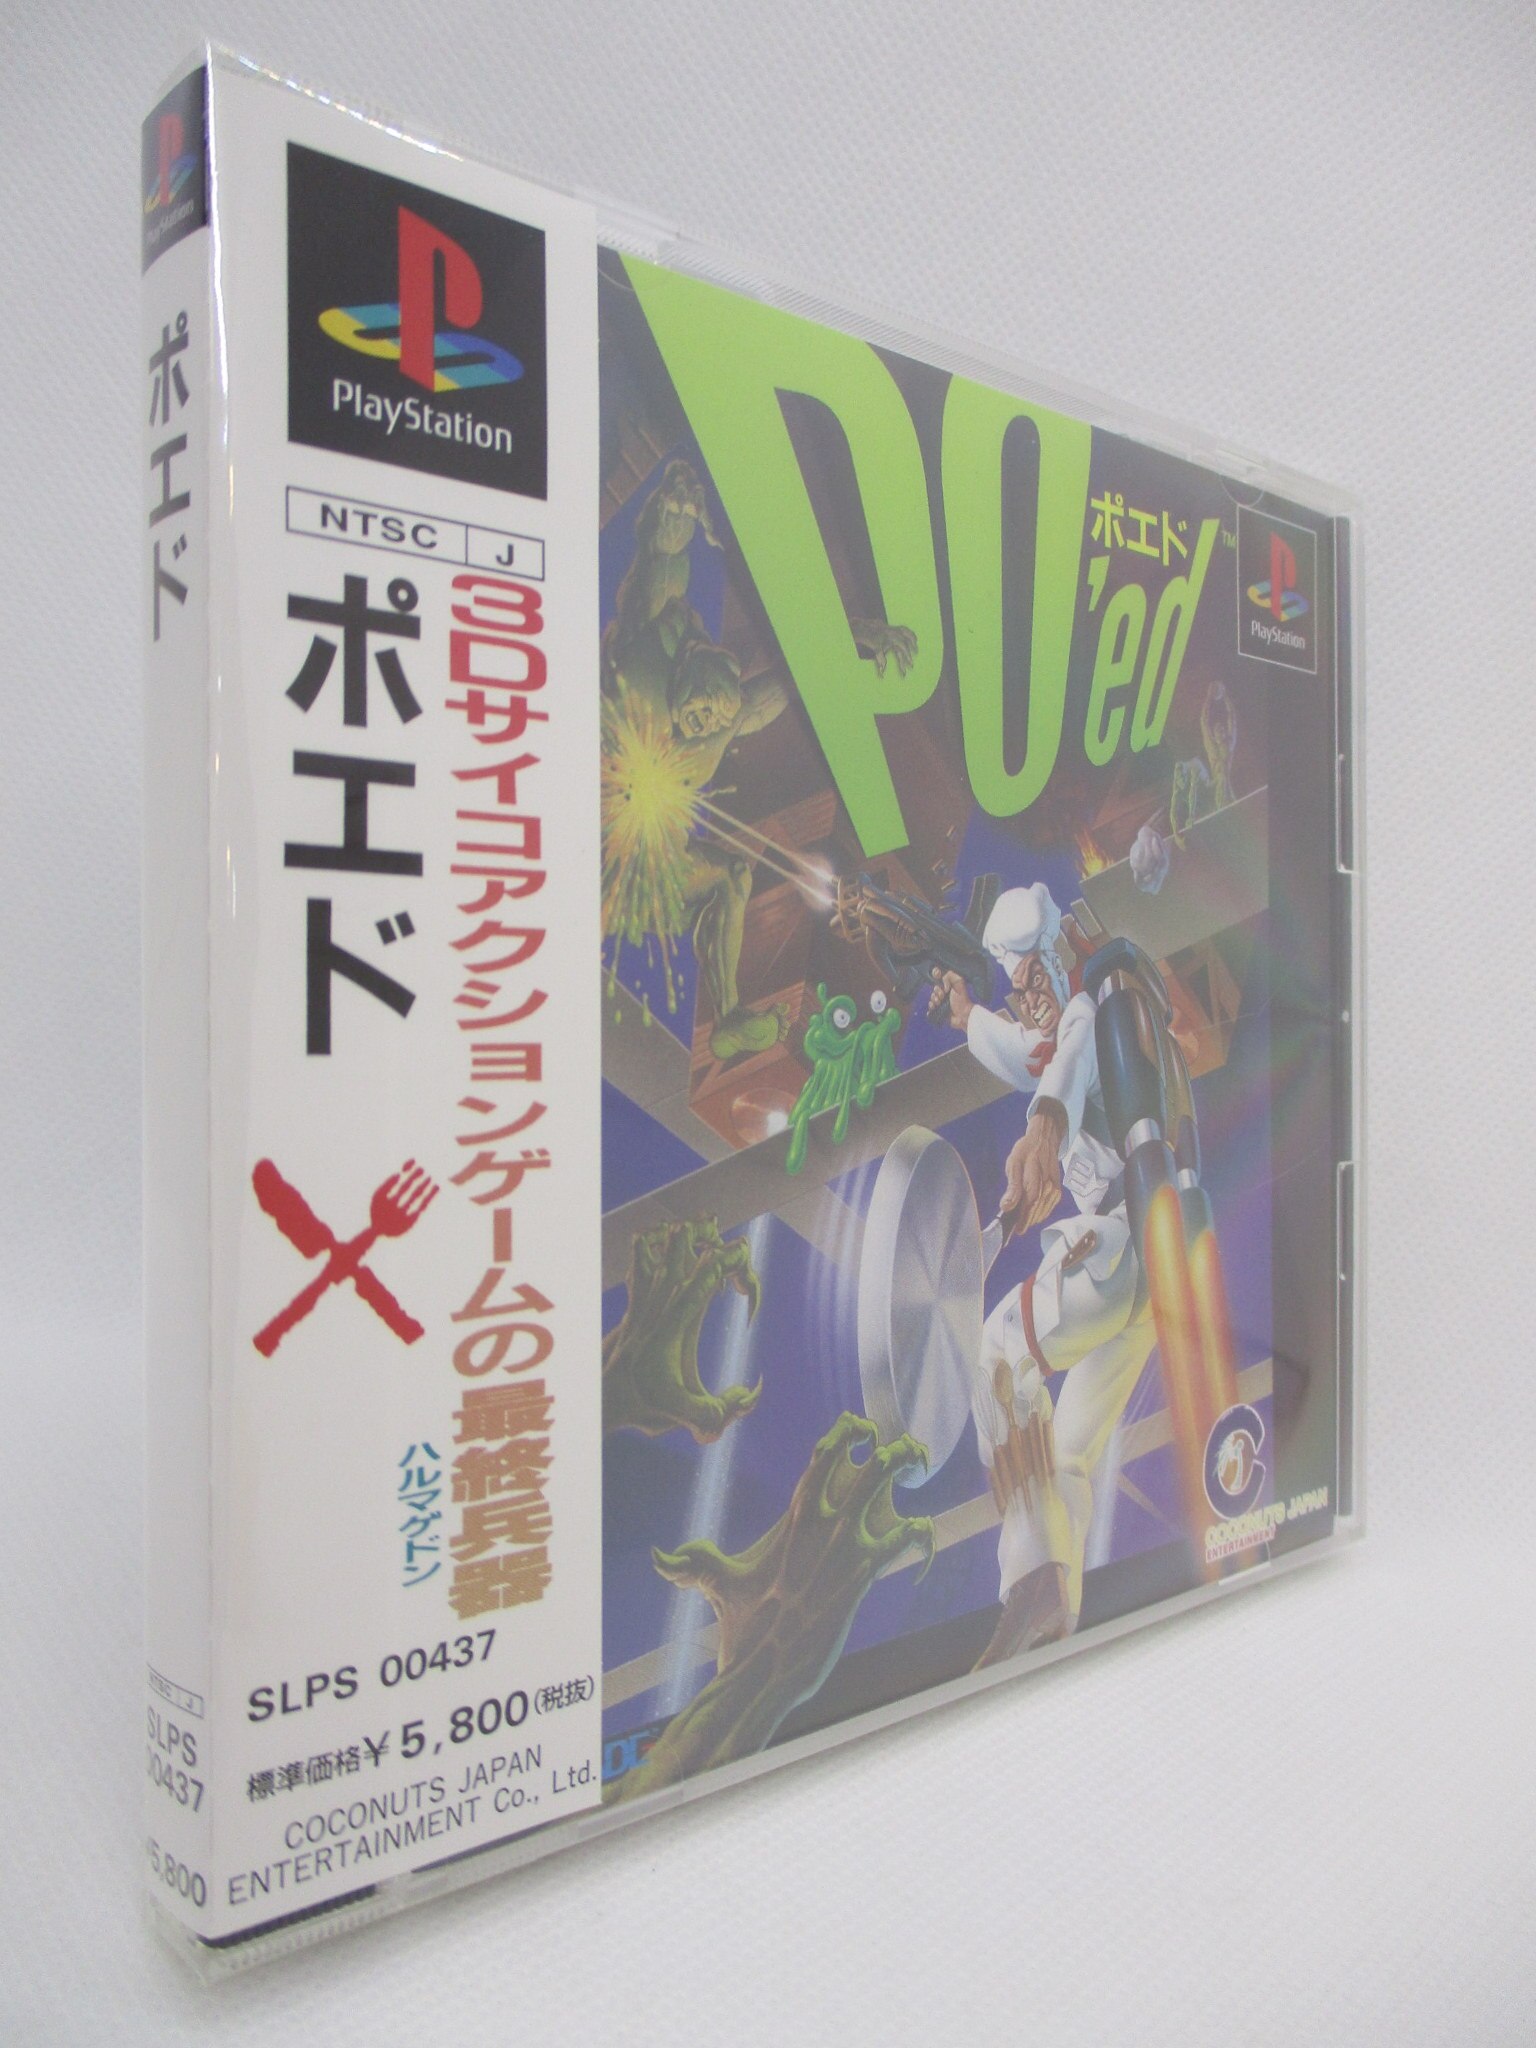 PlayStation
ポエド
NTSC J
SLPS
00437
¥5,800
PlayStation
NTSC J
ポエド
3Dサイコアクションゲームの最終兵器
ハルマゲドン
SLPS 00437
標準価格¥5,800(税抜)
COCONUTS JAPAN
ENTERTAINMENT Co., Ltd.
PO'ed
ポエド
TM
PlayStation
COCONUTS JAPAN
ENTERTAINMENT